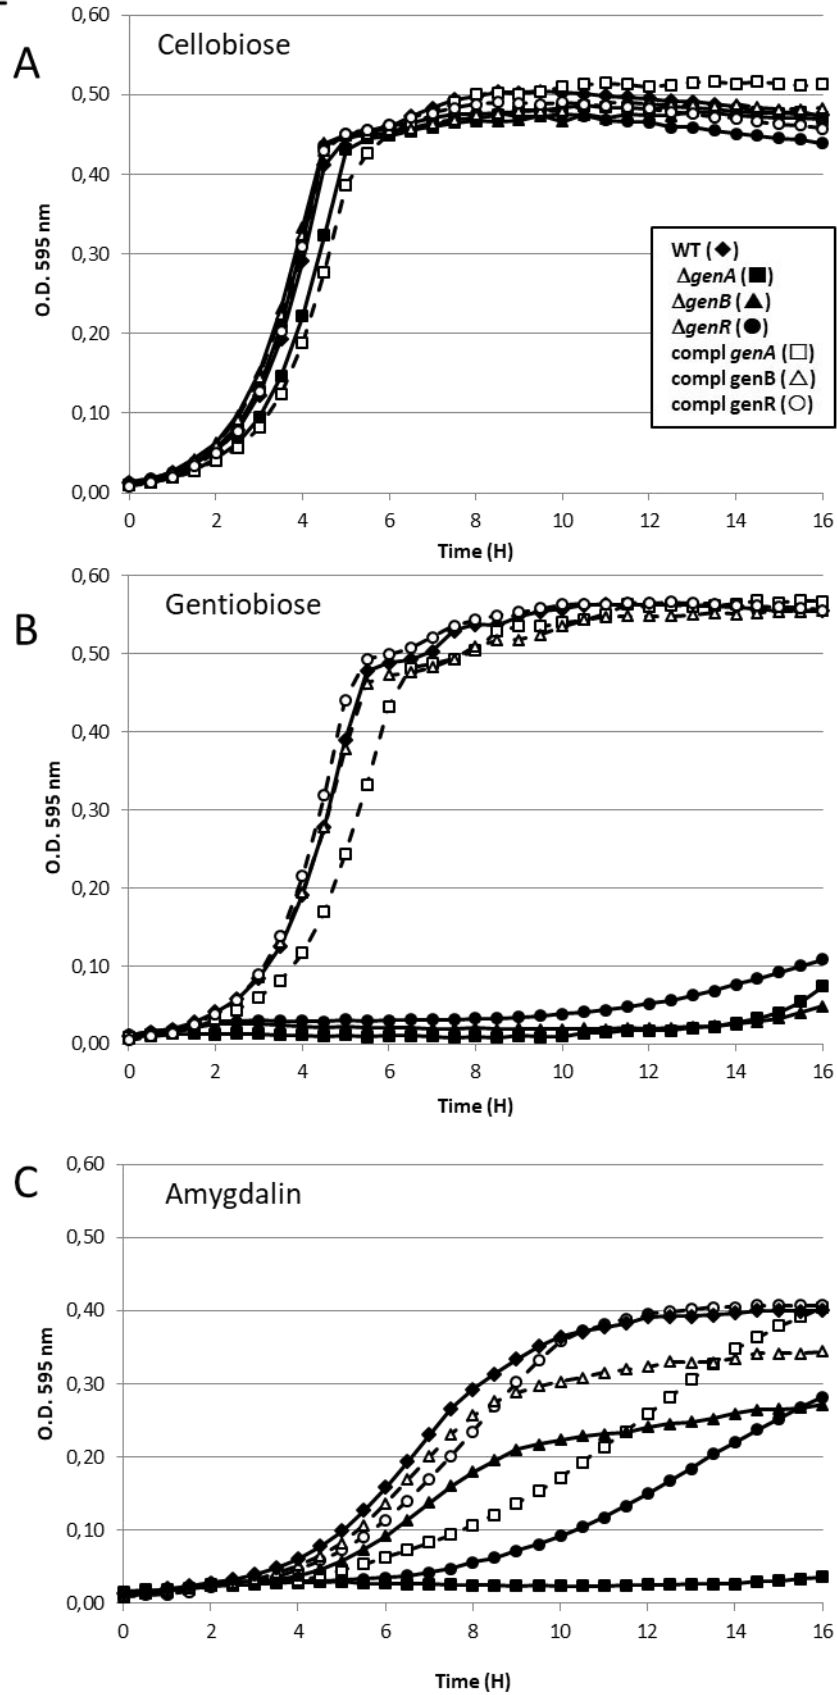 A
Cellobiose
0,60
0,50
0,40
0,30
0,20
0,10
0,00
O.D. 595 nm
WT (◆)
ΔgenA (■)
ΔgenB (▲)
ΔgenR (●)
compl genA (□)
compl genB (△)
compl genR (○)
0 2 4 6 8 10 12 14 16
Time (H)
B
Gentiobiose
0,60
0,50
0,40
0,30
0,20
0,10
0,00
O.D. 595 nm
0 2 4 6 8 10 12 14 16
Time (H)
C
Amygdalin
0,60
0,50
0,40
0,30
0,20
0,10
0,00
O.D. 595 nm
0 2 4 6 8 10 12 14 16
Time (H)